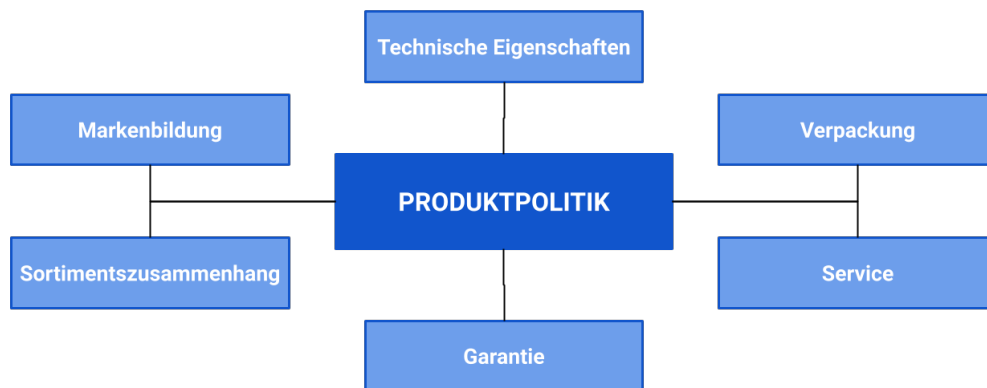 Technische Eigenschaften
Markenbildung
Verpackung
PRODUKTPOLITIK
Sortimentszusammenhang
Service
Garantie